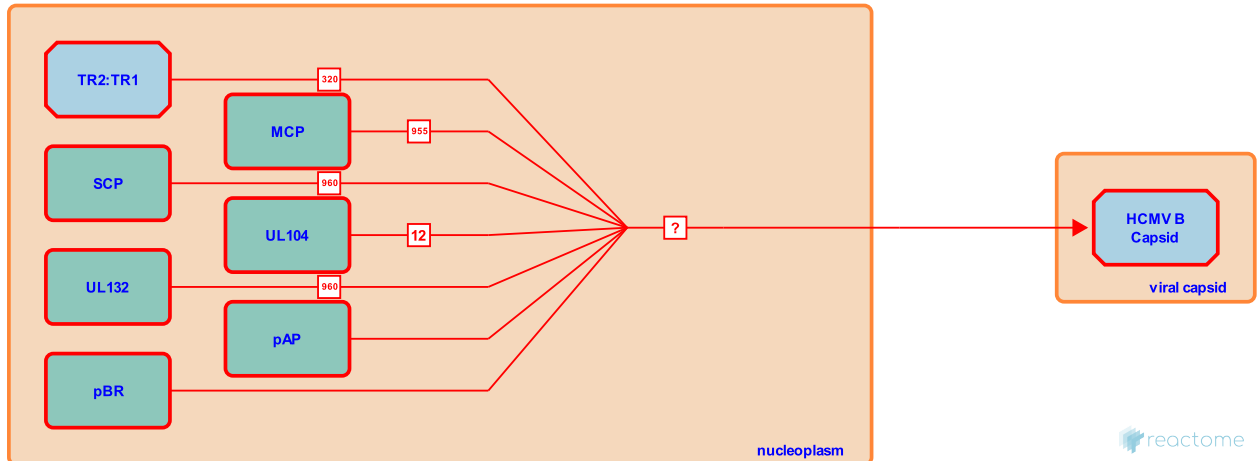 TR2:TR1
320
MCP
955
SCP
960
UL104
12
?
HCMV B
Capsid
UL132
960
viral capsid
pAP
pBR
reactome
nucleoplasm